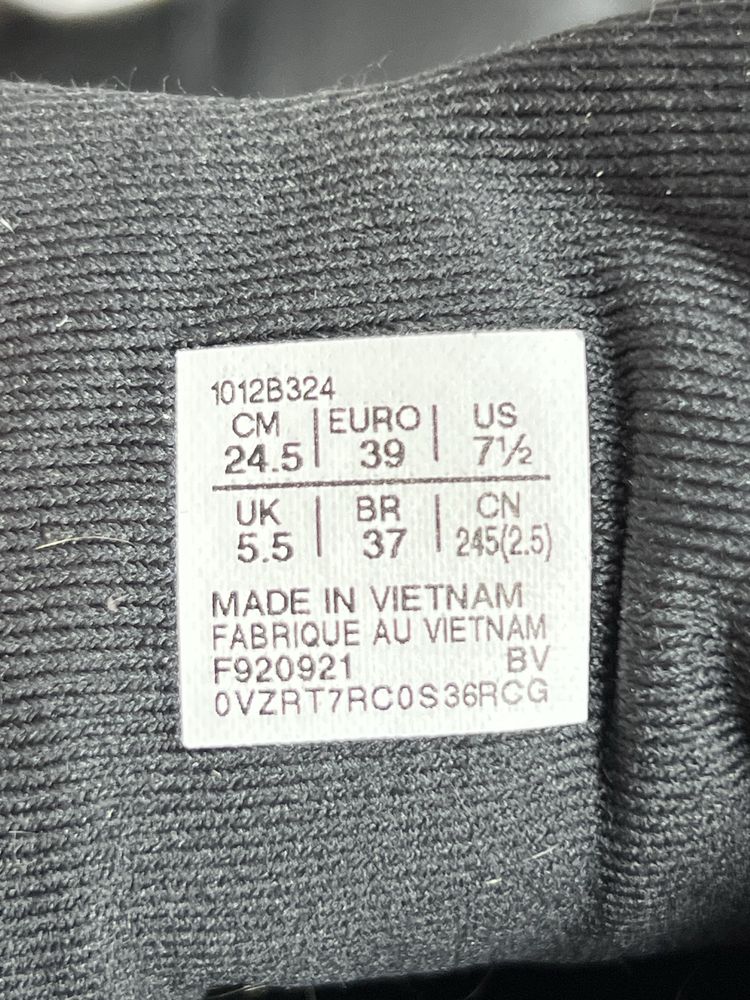 1012B324
CM EURO US
24.5 39 7½
UK BR CN
5.5 37 245(2.5)
MADE IN VIETNAM
FABRIQUE AU VIETNAM
F920921 BV
0VZRT7RC0S36RCG